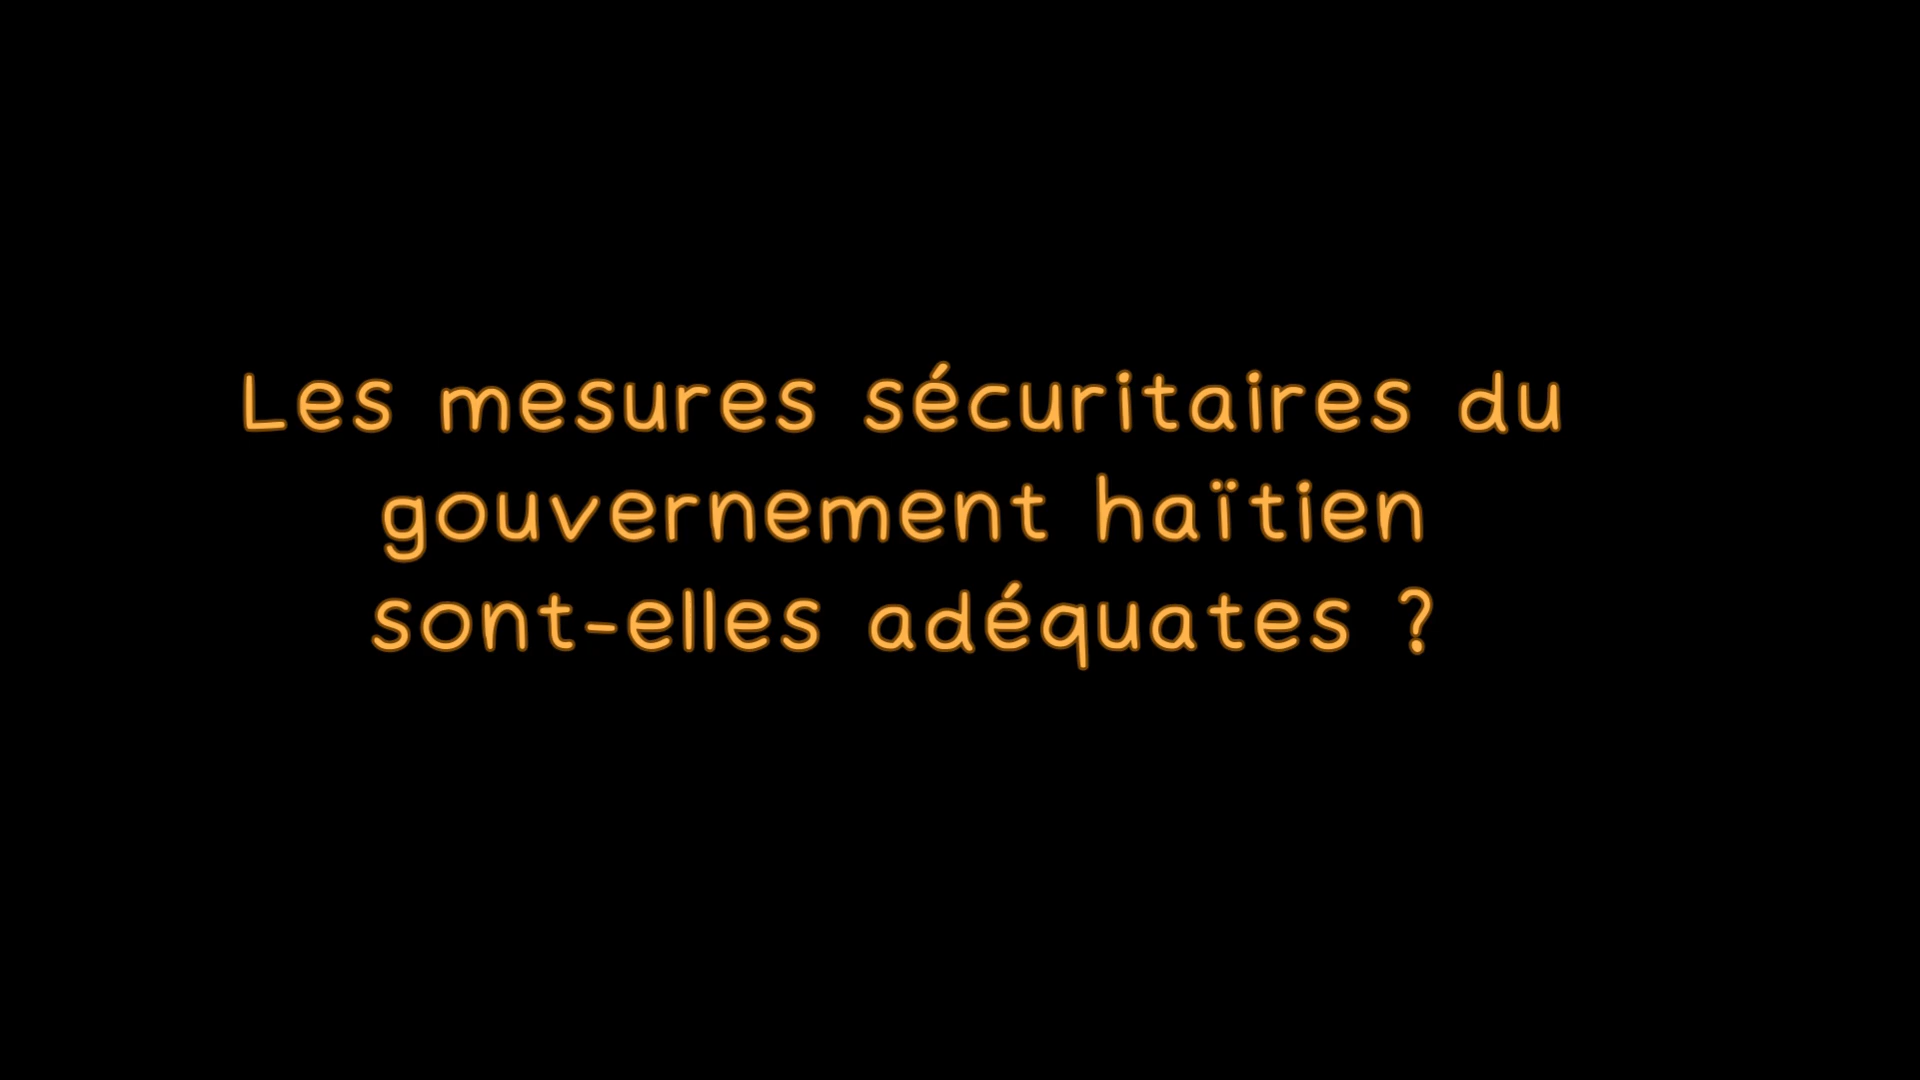 Les mesures sécuritaires du
gouvernement haïtien
sont-elles adéquates ?